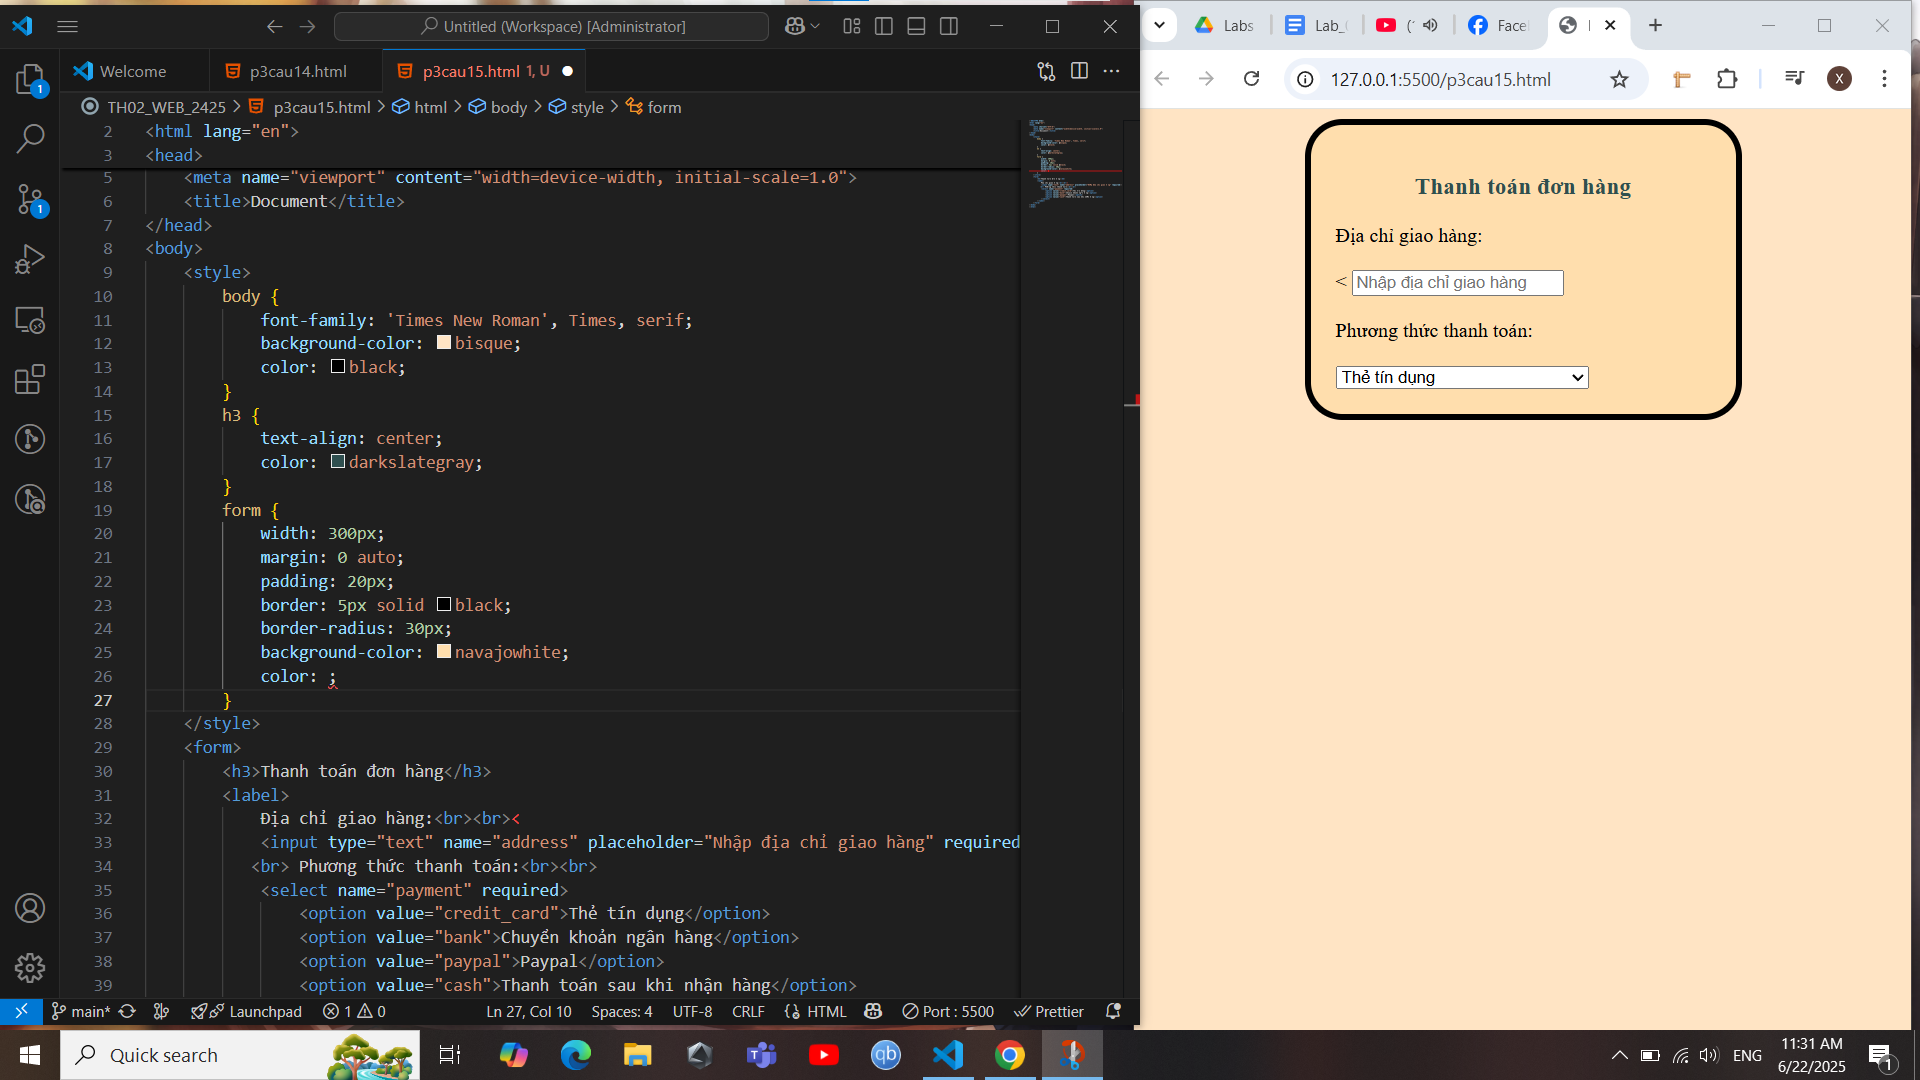 Untitled (Workspace) [Administrator]
Welcome
p3cau14.html
p3cau15.html 1, U
TH02_WEB_2425 > p3cau15.html > html > body > style > form
2 <html lang="en">
3 <head>
5 <meta name="viewport" content="width=device-width, initial-scale=1.0">
6 <title>Document</title>
7 </head>
8 <body>
9 <style>
10 body {
11 font-family: 'Times New Roman', Times, serif;
12 background-color: bisque;
13 color: black;
14 }
15 h3 {
16 text-align: center;
17 color: darkslategray;
18 }
19 form {
20 width: 300px;
21 margin: 0 auto;
22 padding: 20px;
23 border: 5px solid black;
24 border-radius: 30px;
25 background-color: navajowhite;
26 color: ;
27 }
28 </style>
29 <form>
30 <h3>Thanh toán đơn hàng</h3>
31 <label>
32 Địa chỉ giao hàng:<br><br><
33 <input type="text" name="address" placeholder="Nhập địa chỉ giao hàng" required
34 <br> Phương thức thanh toán:<br><br>
35 <select name="payment" required>
36 <option value="credit_card">Thẻ tín dụng</option>
37 <option value="bank">Chuyển khoản ngân hàng</option>
38 <option value="paypal">Paypal</option>
39 <option value="cash">Thanh toán sau khi nhận hàng</option>
1
1
main*
Launchpad
1 0
Ln 27, Col 10
Spaces: 4
UTF-8
CRLF
HTML
Port : 5500
Prettier
Labs
Lab_
(
Face
127.0.0.1:5500/p3cau15.html
X
Thanh toán đơn hàng
Địa chỉ giao hàng:
< Nhập địa chỉ giao hàng
Phương thức thanh toán:
Thẻ tín dụng
Quick search
qb
ENG
11:31 AM
6/22/2025
1